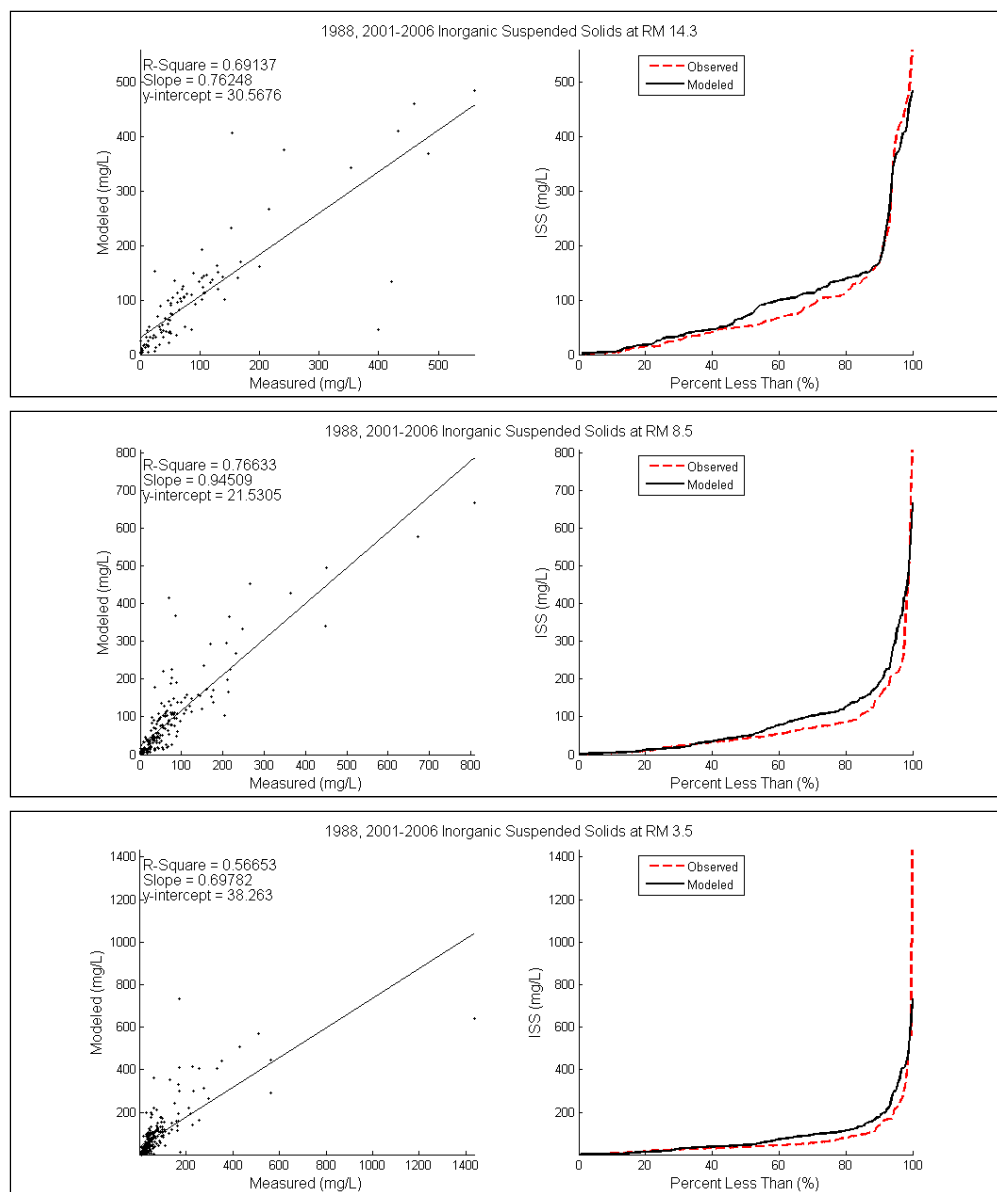 1988, 2001-2006 Inorganic Suspended Solids at RM 14.3
R-Square = 0.69137
Slope = 0.76248
y-intercept = 30.5676
500
400
300
200
100
0
Modeled (mg/L)
0 100 200 300 400 500
Measured (mg/L)
Observed
Modeled
500
400
300
200
100
0
ISS (mg/L)
0 20 40 60 80 100
Percent Less Than (%)
1988, 2001-2006 Inorganic Suspended Solids at RM 8.5
R-Square = 0.76633
Slope = 0.94509
y-intercept = 21.5305
800
700
600
500
400
300
200
100
0
Modeled (mg/L)
0 100 200 300 400 500 600 700 800
Measured (mg/L)
Observed
Modeled
800
700
600
500
400
300
200
100
0
ISS (mg/L)
0 20 40 60 80 100
Percent Less Than (%)
1988, 2001-2006 Inorganic Suspended Solids at RM 3.5
R-Square = 0.56653
Slope = 0.69782
y-intercept = 38.263
1400
1200
1000
800
600
400
200
Modeled (mg/L)
200 400 600 800 1000 1200 1400
Measured (mg/L)
Observed
Modeled
1400
1200
1000
800
600
400
200
ISS (mg/L)
0 20 40 60 80 100
Percent Less Than (%)